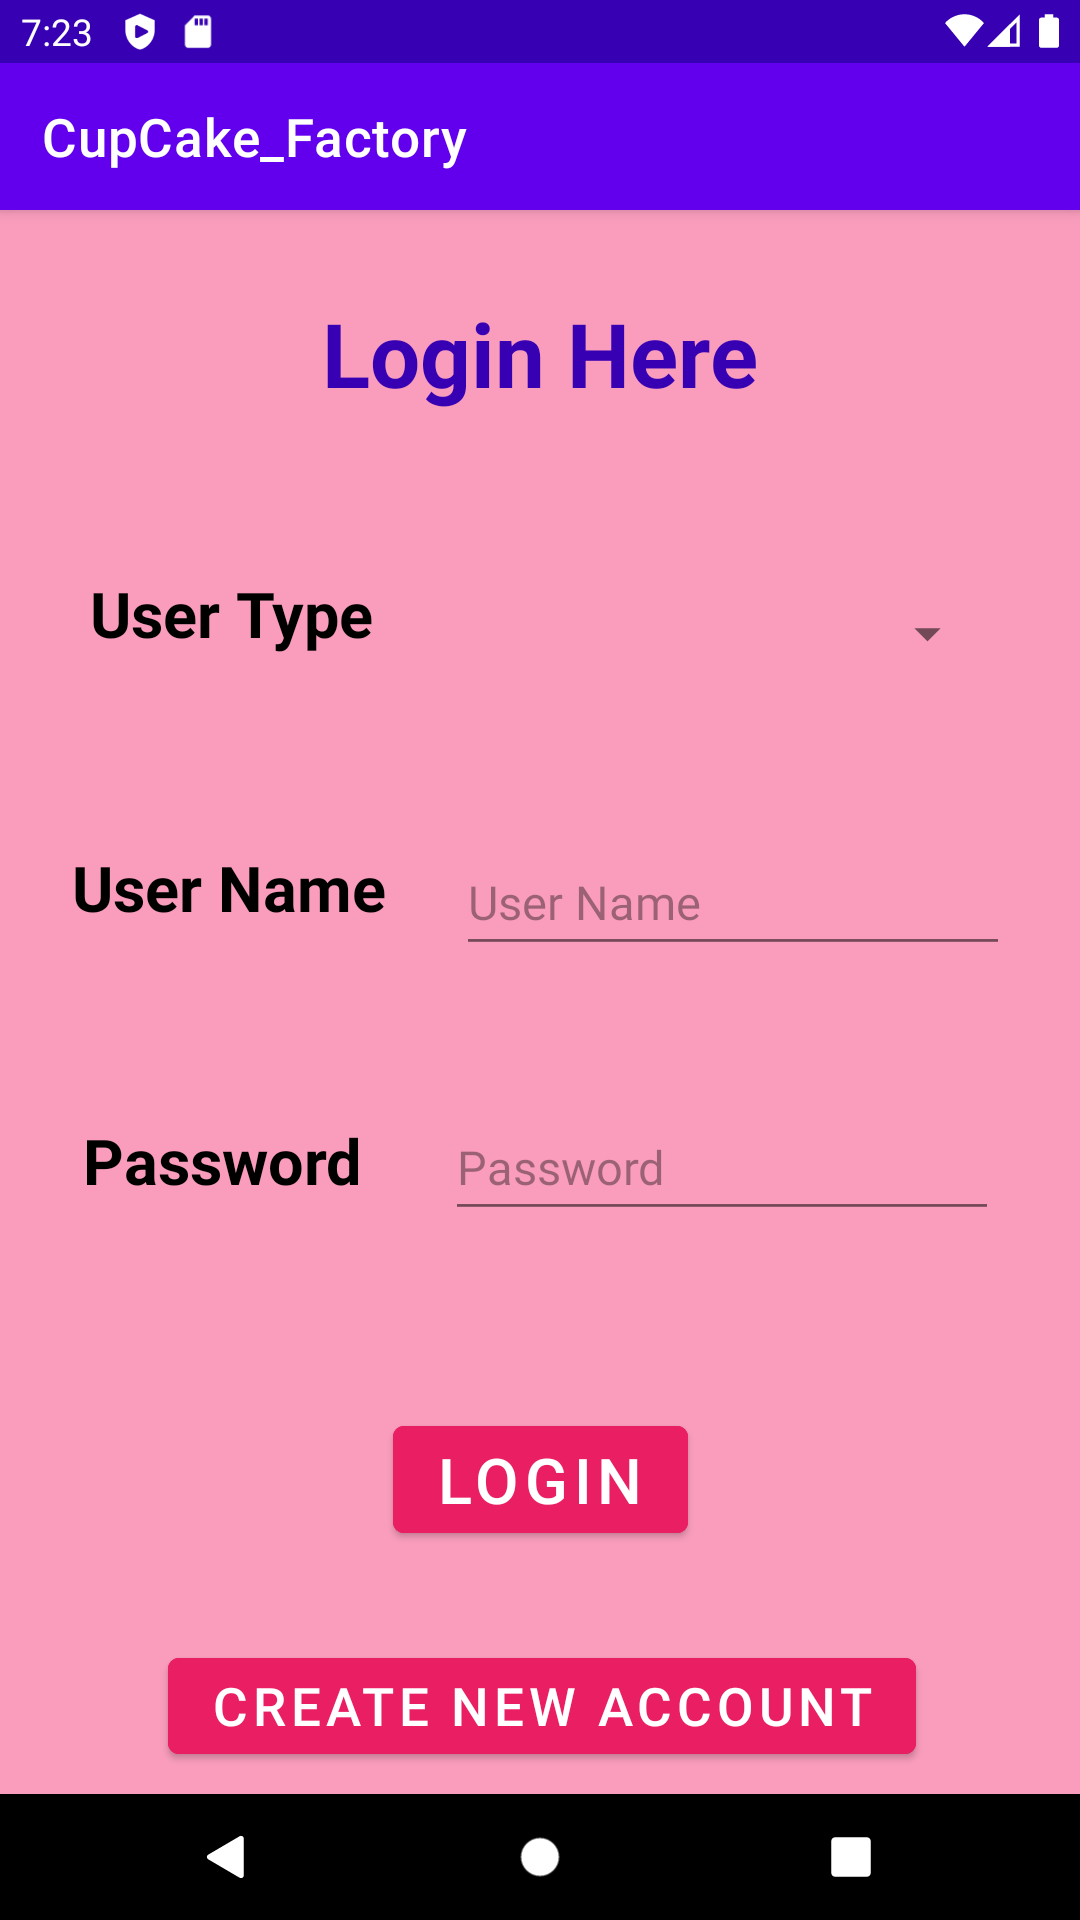 7:23
CupCake_Factory
Login Here
User Type
User Name
User Name
Password
Password
LOGIN
CREATE NEW ACCOUNT